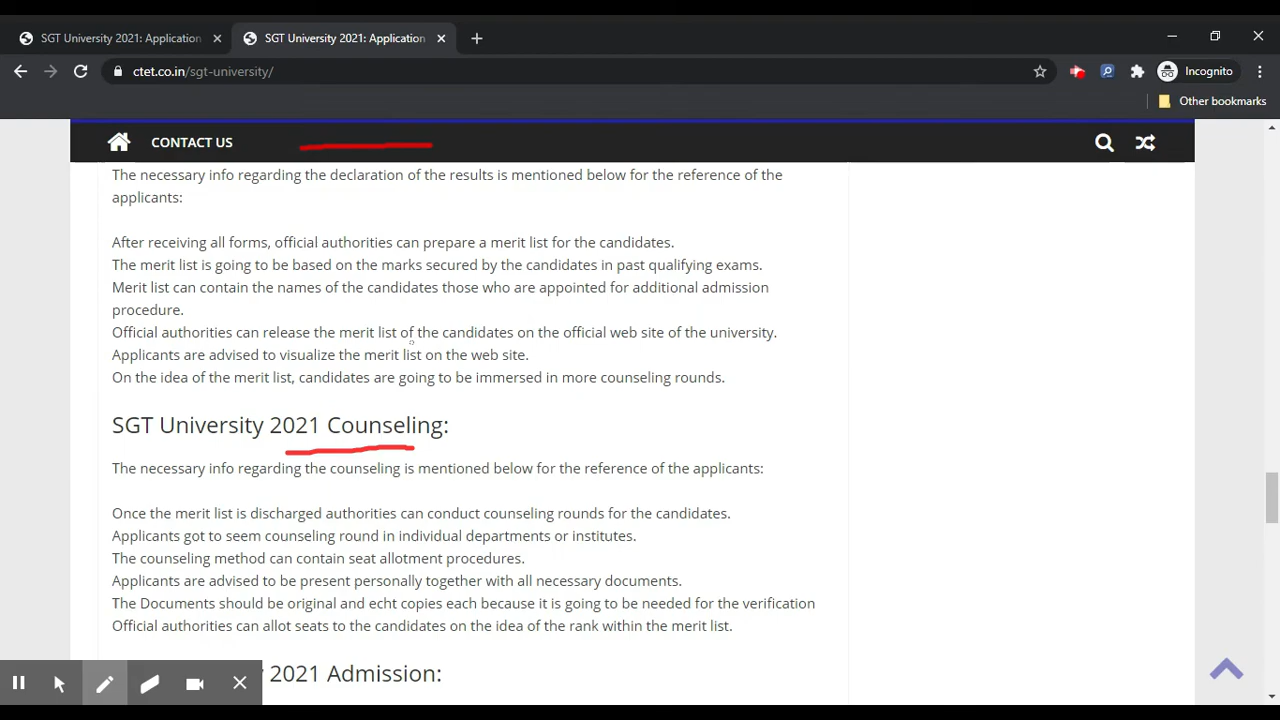 SGT University 2021: Application
SGT University 2021: Application
ctet.co.in/sgt-university/
Incognito
Other bookmarks
CONTACT US
The necessary info regarding the declaration of the results is mentioned below for the reference of the
applicants:
After receiving all forms, official authorities can prepare a merit list for the candidates.
The merit list is going to be based on the marks secured by the candidates in past qualifying exams.
Merit list can contain the names of the candidates those who are appointed for additional admission
procedure.
Official authorities can release the merit list of the candidates on the official web site of the university.
Applicants are advised to visualize the merit list on the web site.
On the idea of the merit list, candidates are going to be immersed in more counseling rounds.
SGT University 2021 Counseling:
The necessary info regarding the counseling is mentioned below for the reference of the applicants:
Once the merit list is discharged authorities can conduct counseling rounds for the candidates.
Applicants got to seem counseling round in individual departments or institutes.
The counseling method can contain seat allotment procedures.
Applicants are advised to be present personally together with all necessary documents.
The Documents should be original and echt copies each because it is going to be needed for the verification
Official authorities can allot seats to the candidates on the idea of the rank within the merit list.
2021 Admission: